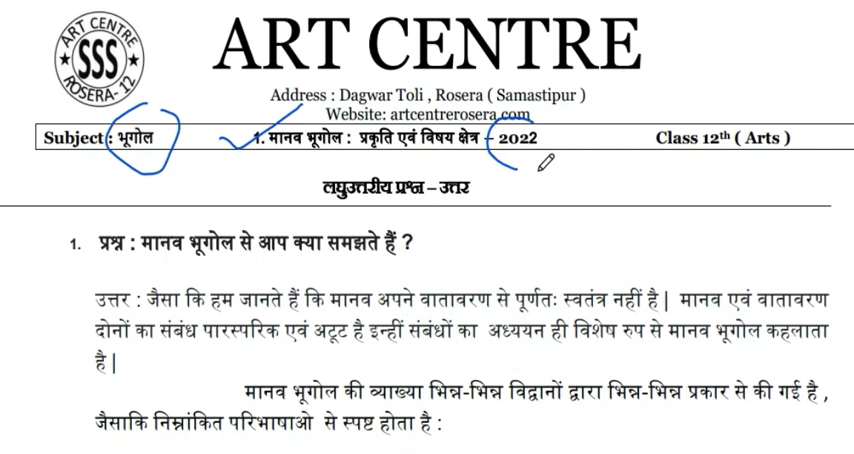 ART CENTRE
SSS
ROSERA-12
ART CENTRE
Address : Dagwar Toli , Rosera ( Samastipur )
Website: artcentrerosera.com
Subject : भूगोल 1. मानव भूगोल : प्रकृति एवं विषय क्षेत्र – 2022 Class 12th ( Arts )
लघुउत्तरीय प्रश्न – उत्तर
1. प्रश्न : मानव भूगोल से आप क्या समझते हैं ?
उत्तर : जैसा कि हम जानते हैं कि मानव अपने वातावरण से पूर्णतः स्वतंत्र नहीं है| मानव एवं वातावरण
दोनों का संबंध पारस्परिक एवं अटूट है इन्हीं संबंधों का अध्ययन ही विशेष रुप से मानव भूगोल कहलाता
है|
मानव भूगोल की व्याख्या भिन्न-भिन्न विद्वानों द्वारा भिन्न-भिन्न प्रकार से की गई है ,
जैसाकि निम्नांकित परिभाषाओ से स्पष्ट होता है :